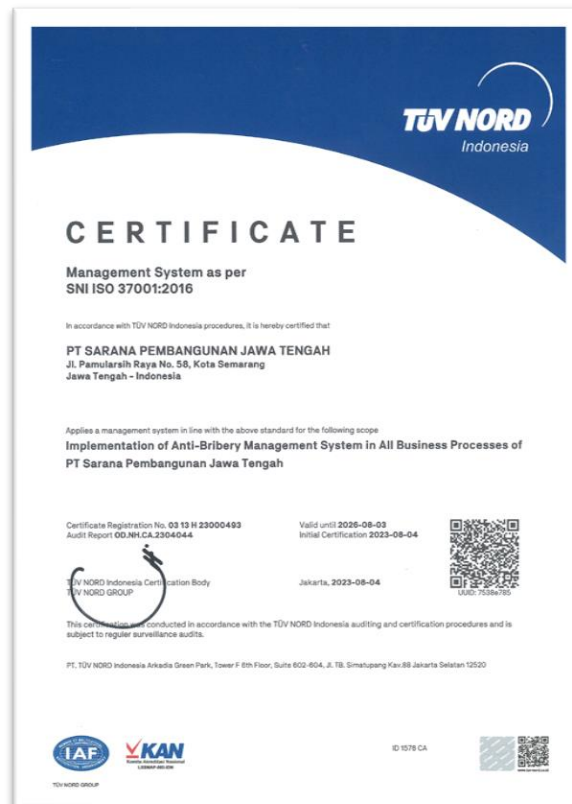 TÜV NORD
Indonesia
CERTIFICATE
Management System as per
SNI ISO 37001:2016
In accordance with TÜV NORD Indonesia procedures, it is hereby certified that
PT SARANA PEMBANGUNAN JAWA TENGAH
Jl. Pamularsih Raya No. 58, Kota Semarang
Jawa Tengah - Indonesia
Applies a management system in line with the above standard for the following scope
Implementation of Anti-Bribery Management System in All Business Processes of
PT Sarana Pembangunan Jawa Tengah
Certificate Registration No. 03 13 H 23000493
Audit Report OD.NH.CA.2304044
Valid until 2026-08-03
Initial Certification 2023-08-04
TÜV NORD Indonesia Certification Body
TÜV NORD GROUP
Jakarta, 2023-08-04
UUID: 7538e785
This certification was conducted in accordance with the TÜV NORD Indonesia auditing and certification procedures and is
subject to reguler surveillance audits.
PT. TÜV NORD Indonesia Arkadia Green Park, Tower F 6th Floor, Suite 602-604, Jl. TB. Simatupang Kav.88 Jakarta Selatan 12520
IAF
KAN
Komite Akreditasi Nasional
ID 1578 CA
TÜV NORD GROUP